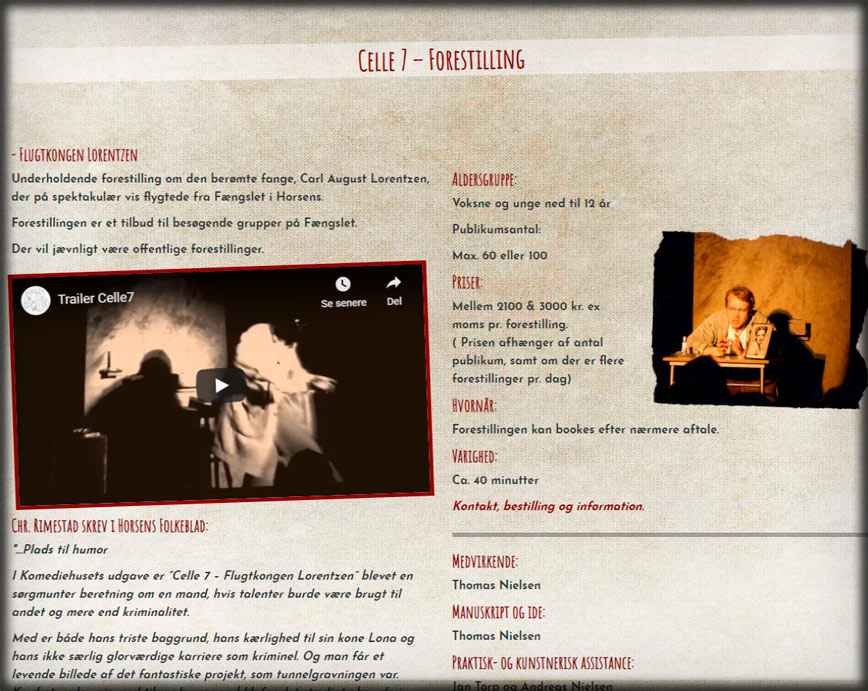 Celle 7 – Forestilling
- Flugtkongen Lorentzen
Underholdende forestilling om den berømte fange, Carl August Lorentzen,
der på spektakulær vis flygtede fra Fængslet i Horsens.
Forestillingen er et tilbud til besøgende grupper på Fængslet.
Der vil jævnligt være offentlige forestillinger.
Trailer Celle7
Se senere
Del
Chr. Rimestad skrev i Horsens Folkeblad:
"…Plads til humor
I Komediehusets udgave er "Celle 7 – Flugtkongen Lorentzen" blevet en
sørgmunter beretning om en mand, hvis talenter burde være brugt til
andet og mere end kriminalitet.
Med er både hans triste baggrund, hans kærlighed til sin kone Lona og
hans ikke særlig glorværdige karriere som kriminel. Og man får et
levende billede af det fantastiske projekt, som tunnelgravningen var.
Aldersgruppe:
Voksne og unge ned til 12 år
Publikumsantal:
Max. 60 eller 100
Priser:
Mellem 2100 & 3000 kr. ex
moms pr. forestilling.
( Prisen afhænger af antal
publikum, samt om der er flere
forestillinger pr. dag)
Hvornår:
Forestillingen kan bookes efter nærmere aftale.
Varighed:
Ca. 40 minutter
Kontakt, bestilling og information.
Medvirkende:
Thomas Nielsen
Manuskript og ide:
Thomas Nielsen
Praktisk- og kunstnerisk assistance:
Jan Torp og Andreas Nielsen